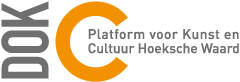 DOK
C
Platform voor Kunst en
Cultuur Hoeksche Waard